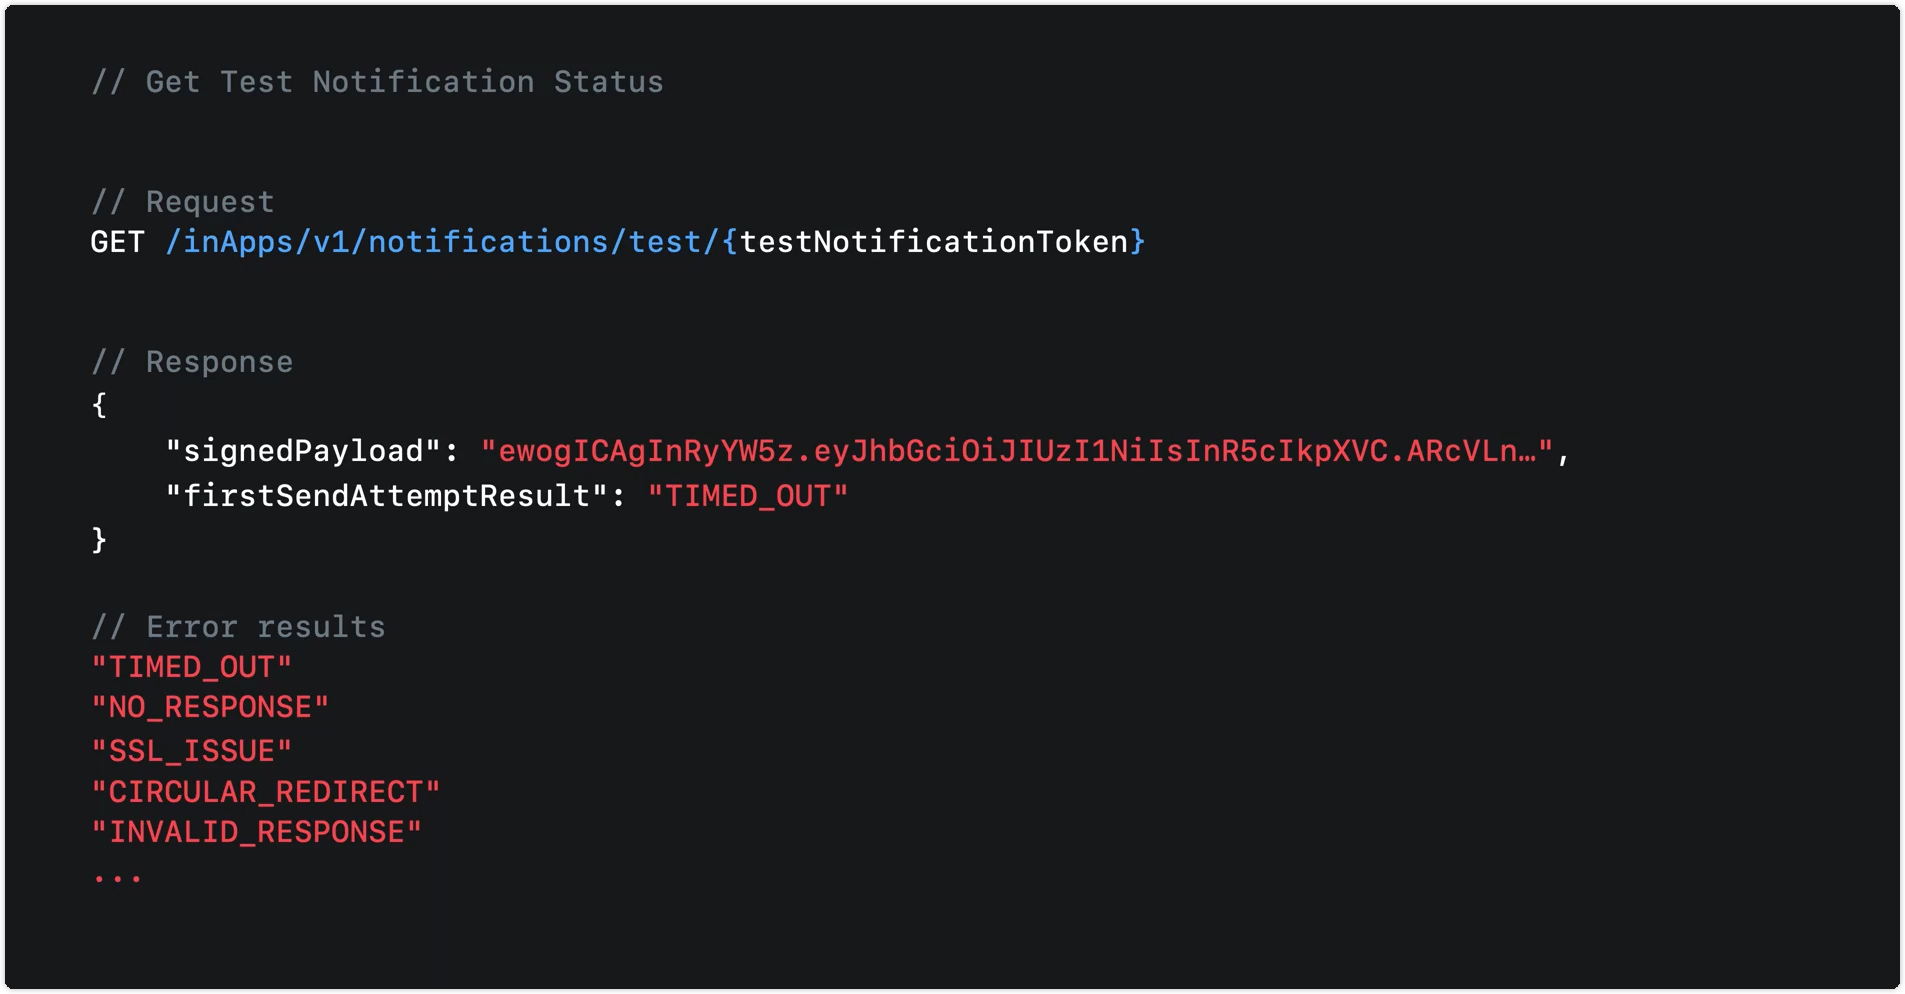 // Get Test Notification Status
// Request
GET /inApps/v1/notifications/test/{testNotificationToken}
// Response
{
"signedPayload": "ewogICAgInRyYW5z.eyJhbGciOiJIUzI1NiIsInR5cIkpXVC.ARcVLn…",
"firstSendAttemptResult": "TIMED_OUT"
}
// Error results
"TIMED_OUT"
"NO_RESPONSE"
"SSL_ISSUE"
"CIRCULAR_REDIRECT"
"INVALID_RESPONSE"
...